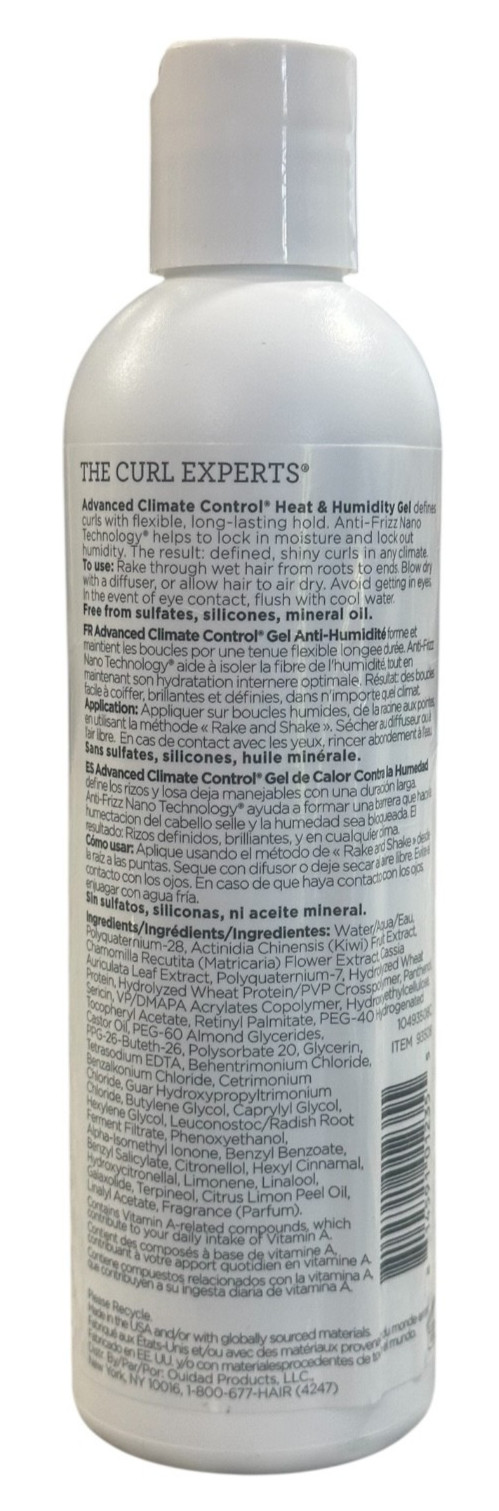 THE CURL EXPERTS®
Advanced Climate Control® Heat & Humidity Gel defines
curls with flexible, long-lasting hold. Anti-Frizz Nano
Technology® helps to lock in moisture and lock out
humidity. The result: defined, shiny curls in any climate.
To use: Rake through wet hair from roots to ends. Blow dry
with a diffuser, or allow hair to air dry. Avoid getting in eyes.
In the event of eye contact, flush with cool water.
Free from sulfates, silicones, mineral oil.
FR Advanced Climate Control® Gel Anti-Humidité forme et
maintient les boucles por une tenue flexible longee durée. Anti-Frizz
Nano Technology® aide à isoler la fibre de l'humidité, tout en
maintenant son hydratation internere optimale. Résultat: des boucles
facile à coiffer, brillantes et définies, dans n'importe quel climat.
Application: Appliquer sur boucles humides, de la racine aux pointes,
en utilisant la méthode « Rake and Shake ». Sécher au diffuseur ou à
l'air libre. En cas de contact avec les yeux, rincer abondement à l'eau.
Sans sulfates, silicones, huile minérale.
ES Advanced Climate Control® Gel de Calor Contra la Humedad
define los rizos y losa deja manejables con una duración larga.
Anti-Frizz Nano Technology® ayuda a formar una barrera que hace
humectacion del cabello selle y la humedad sea bloqueada. El
resultado: Rizos definidos, brilliantes, y en cualquier clima.
Cómo usar: Aplique usando el método de « Rake and Shake » desde
la raíz a las puntas. Seque con difusor o deje secar al aire libre. Evite el
contacto con los ojos. En caso de que haya contacto con los ojos,
enjuagar con agua fría.
Sin sulfatos, siliconas, ni aceite mineral.
Ingredients/Ingrédients/Ingredientes: Water/Aqua/Eau,
Polyquaternium-28, Actinidia Chinensis (Kiwi) Fruit Extract,
Chamomilla Recutita (Matricaria) Flower Extract, Cassia
Auriculata Leaf Extract, Polyquaternium-7, Hydrolyzed Wheat
Protein, Hydrolyzed Wheat Protein/PVP Crosspolymer, Panthenol,
Sericin, VP/DMAPA Acrylates Copolymer, Hydroxyethylcellulose,
Tocopheryl Acetate, Retinyl Palmitate, PEG-40 Hydrogenated
Castor Oil, PEG-60 Almond Glycerides,
PPG-26-Buteth-26, Polysorbate 20, Glycerin,
Tetrasodium EDTA, Behentrimonium Chloride,
Benzalkonium Chloride, Cetrimonium
Chloride, Guar Hydroxypropyltrimonium
Chloride, Butylene Glycol, Caprylyl Glycol,
Hexylene Glycol, Leuconostoc/Radish Root
Ferment Filtrate, Phenoxyethanol,
Alpha-Isomethyl Ionone, Benzyl Benzoate,
Benzyl Salicylate, Citronellol, Hexyl Cinnamal,
Hydroxycitronellal, Limonene, Linalool,
Galaxolide, Terpineol, Citrus Limon Peel Oil,
Linalyl Acetate, Fragrance (Parfum).
Contains Vitamin A-related compounds, which
contribute to your daily intake of Vitamin A.
Contient des composés à base de vitamine A,
contribuant à votre apport quotidien en vitamine A.
Contiene compuestos relacionados con la vitamina A
que contribuyen a su ingesta diaria de vitamina A.
ITEM
Please Recycle.
Made in the USA and/or with globally sourced materials.
Fabriqué aux États-Unis et/ou avec des matériaux provenant du monde
Fabricado en EE. UU. y/o con materiales procedentes de to el mundo.
Dist. By/Par/Por: Ouidad Products, LLC.
New York, NY 10016, 1-800-677-HAIR (4247)